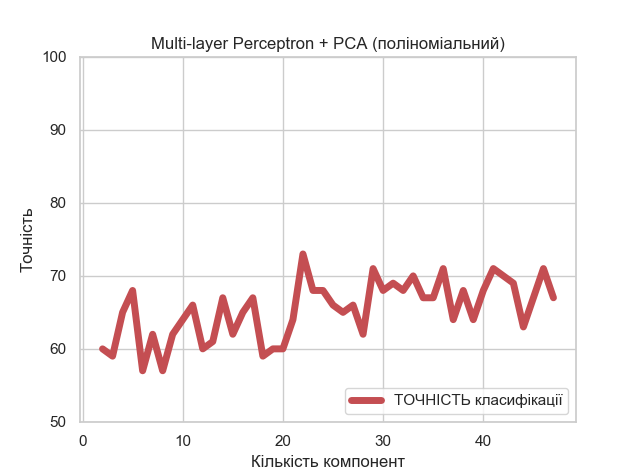 Multi-layer Perceptron + PCA (поліноміальний)
100
90
80
70
60
50
Точність
0 10 20 30 40
Кількість компонент
ТОЧНІСТЬ класифікації